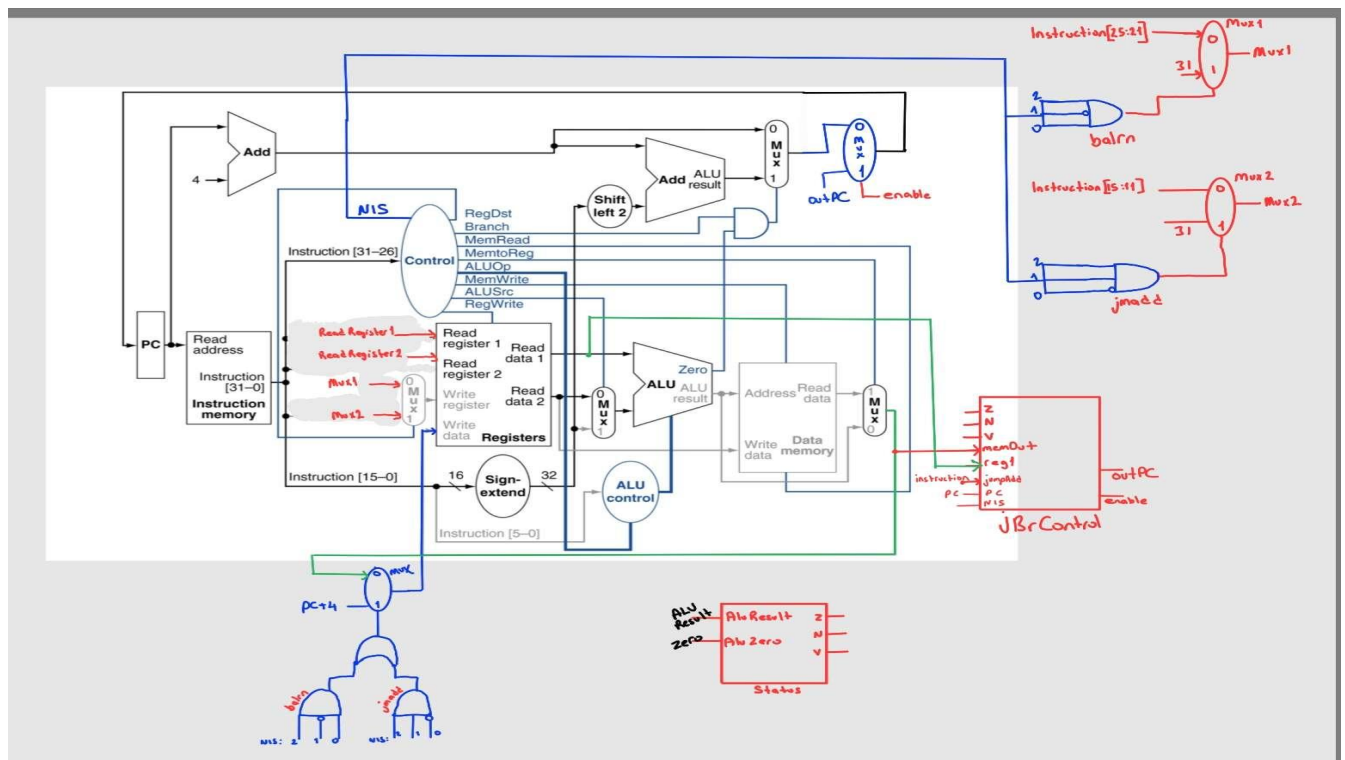 Instruction[25:21]
Mux1
0
Mux1
31
1
2
1
0
balrn
Instruction[15:11]
Mux2
0
Mux2
31
1
2
1
0
jmadd
NIS
Add
4
0
Mux
1
0
mux
1
outPC
enable
Add ALU
result
Shift
left 2
RegDst
Branch
MemRead
MemtoReg
ALUOp
MemWrite
ALUSrc
RegWrite
Instruction [31–26]
Control
PC
Read
address
Instruction
[31–0]
Instruction
memory
Read Register1
Read Register2
Mux1
Mux2
0
Mux
1
Read
register 1
Read
register 2
Write
register
Write
data
Read
data 1
Read
data 2
Registers
0
Mux
1
Zero
ALU
ALU
result
Address
Read
data
Write
data
Data
memory
1
Mux
0
Instruction [15–0]
16
Sign-
extend
32
ALU
control
Instruction [5–0]
Z
N
V
memOut
reg1
instruction
jumpAdd
PC
PC
NIS
outPC
enable
JBrControl
0
mux
PC+4
1
balrn
jmadd
NIS: 2 1 0
NIS: 2 1 0
ALU
Result
Zero
AluResult
AluZero
Z
N
V
Status